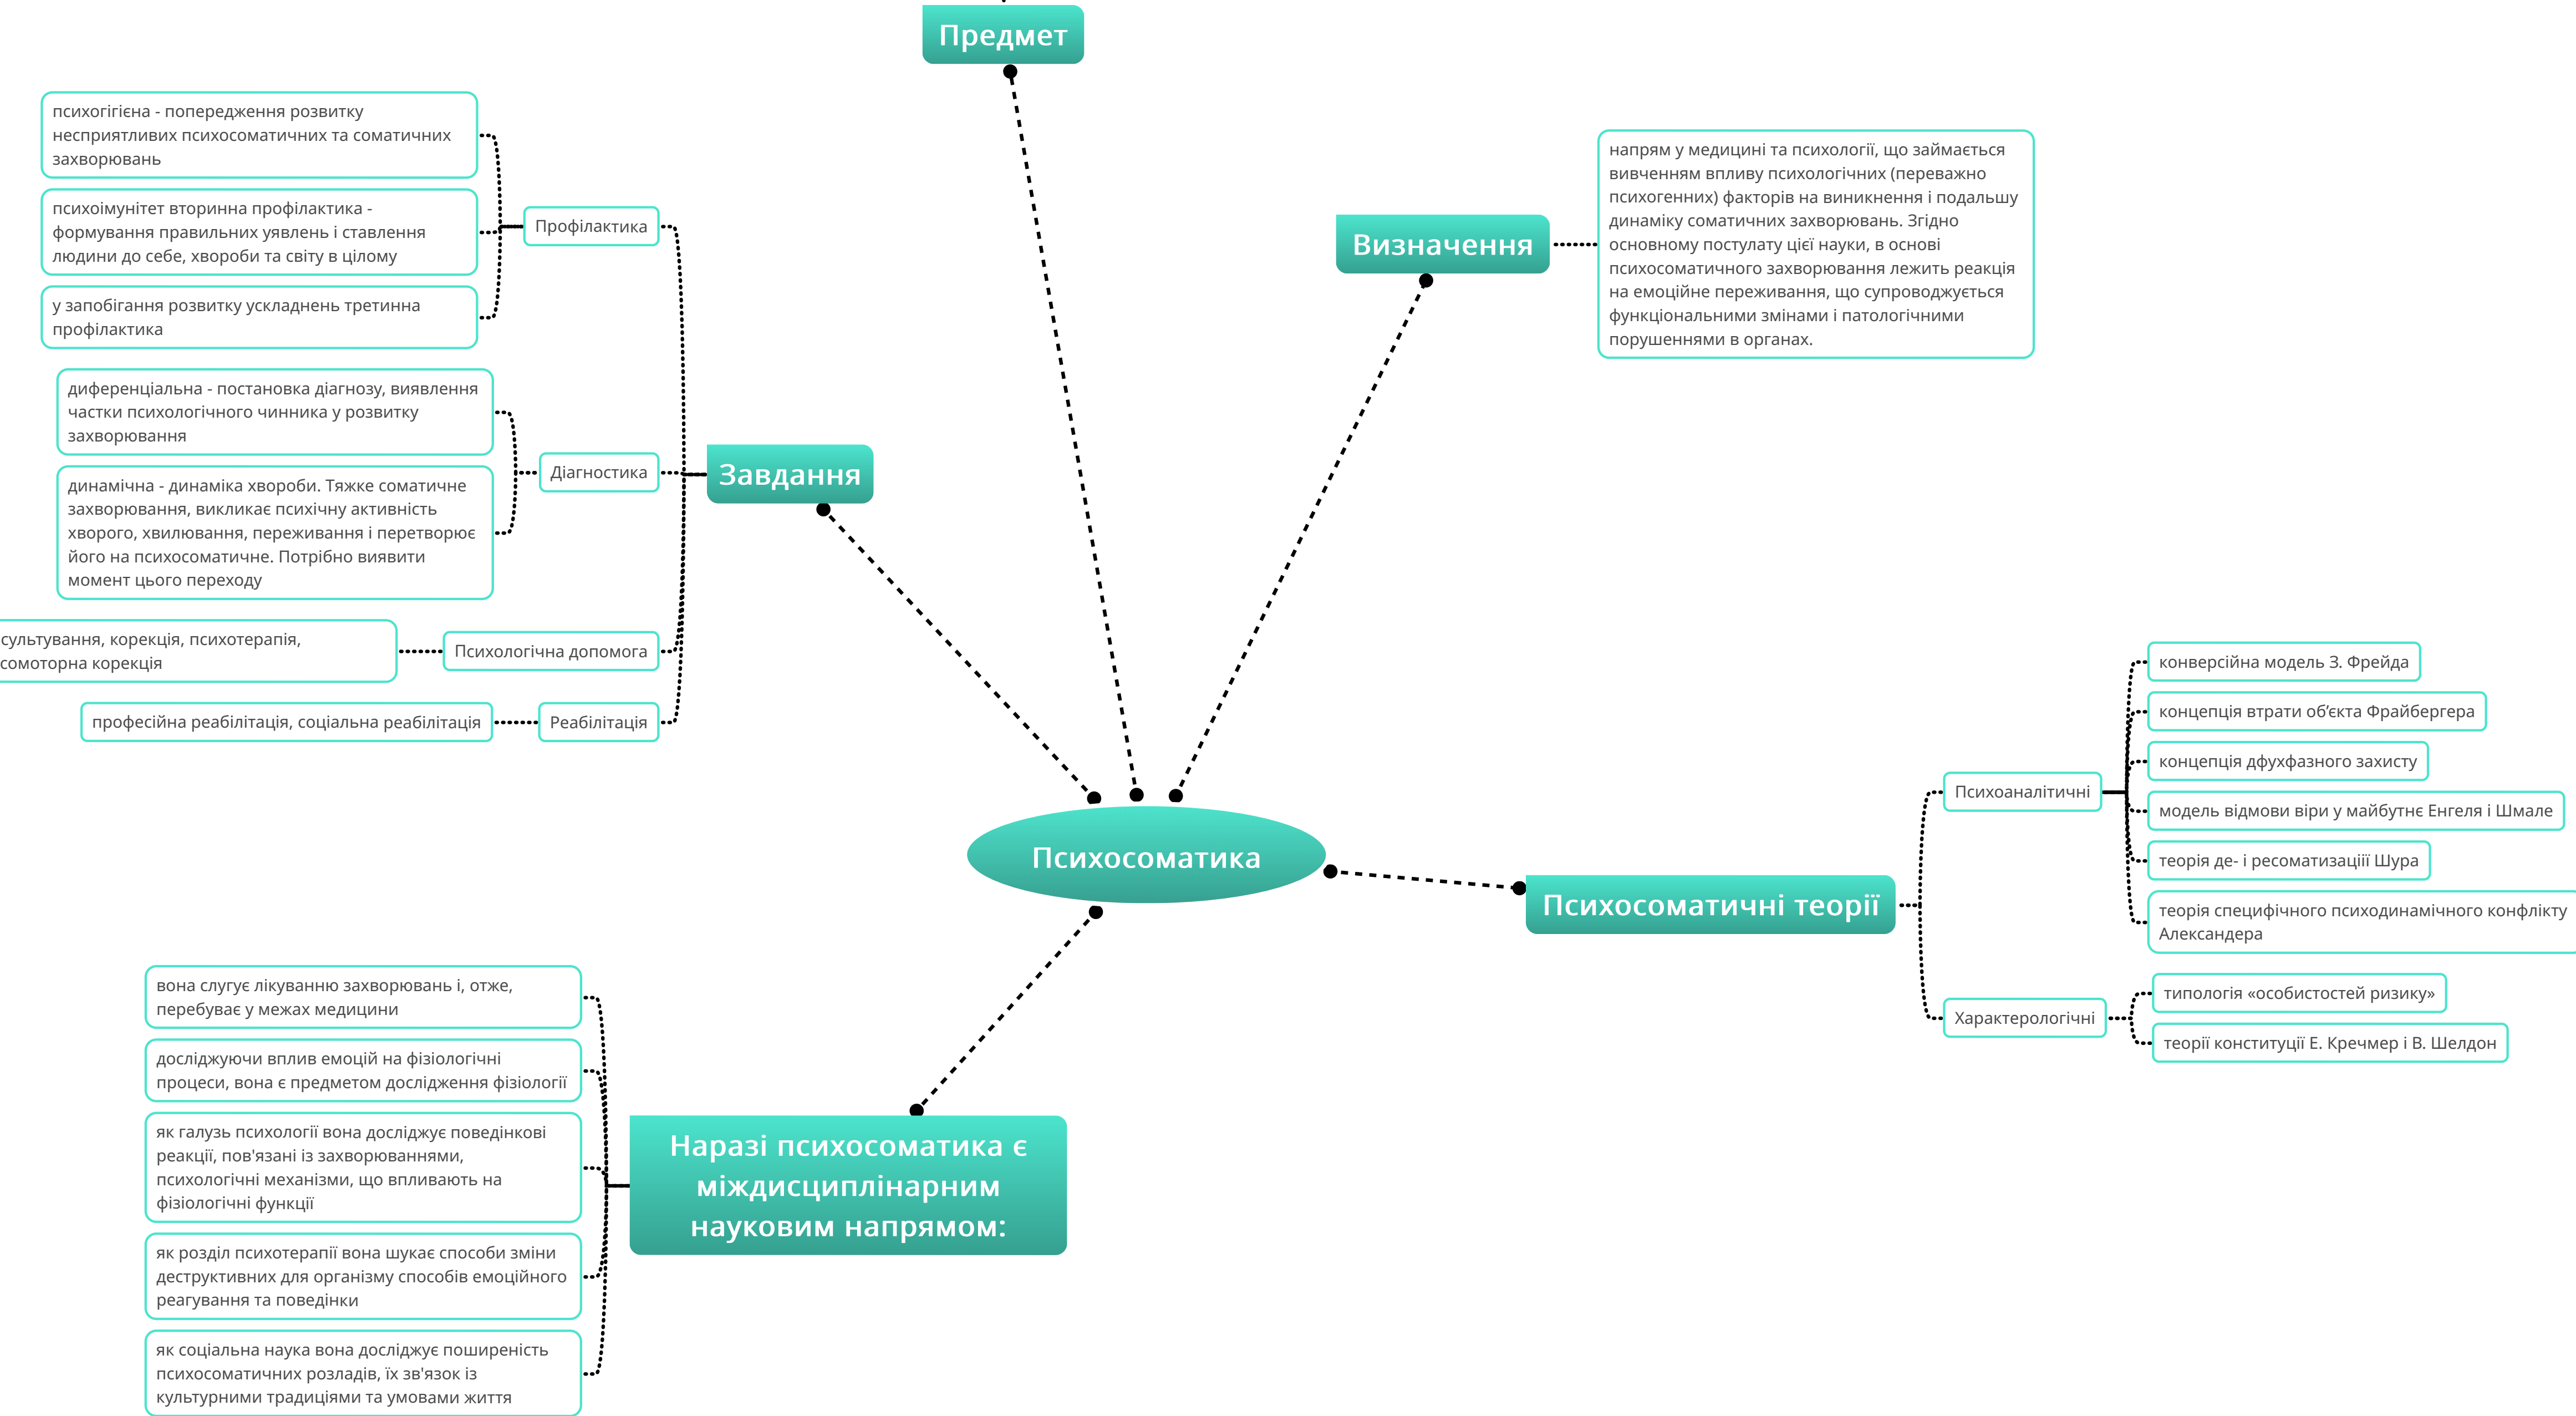 Предмет
психогігієна - попередження розвитку
несприятливих психосоматичних та соматичних
захворювань
психоімунітет вторинна профілактика -
формування правильних уявлень і ставлення
людини до себе, хвороби та світу в цілому
у запобігання розвитку ускладнень третинна
профілактика
Профілактика
диференціальна - постановка діагнозу, виявлення
частки психологічного чинника у розвитку
захворювання
динамічна - динаміка хвороби. Тяжке соматичне
захворювання, викликає психічну активність
хворого, хвилювання, переживання і перетворює
його на психосоматичне. Потрібно виявити
момент цього переходу
Діагностика
сультування, корекція, психотерапія,
сомоторна корекція
Психологічна допомога
професійна реабілітація, соціальна реабілітація
Реабілітація
Завдання
Визначення
напрям у медицині та психології, що займається
вивченням впливу психологічних (переважно
психогенних) факторів на виникнення і подальшу
динаміку соматичних захворювань. Згідно
основному постулату цієї науки, в основі
психосоматичного захворювання лежить реакція
на емоційне переживання, що супроводжується
функціональними змінами і патологічними
порушеннями в органах.
Психосоматика
Психосоматичні теорії
Психоаналітичні
конверсійна модель З. Фрейда
концепція втрати об’єкта Фрайбергера
концепція дфухфазного захисту
модель відмови віри у майбутнє Енгеля і Шмале
теорія де- і ресоматизаціїї Шура
теорія специфічного психодинамічного конфлікту
Александера
Характерологічні
типологія «особистостей ризику»
теорії конституції Е. Кречмер і В. Шелдон
вона слугує лікуванню захворювань і, отже,
перебуває у межах медицини
досліджуючи вплив емоцій на фізіологічні
процеси, вона є предметом дослідження фізіології
як галузь психології вона досліджує поведінкові
реакції, пов'язані із захворюваннями,
психологічні механізми, що впливають на
фізіологічні функції
як розділ психотерапії вона шукає способи зміни
деструктивних для організму способів емоційного
реагування та поведінки
як соціальна наука вона досліджує поширеність
психосоматичних розладів, їх зв'язок із
культурними традиціями та умовами життя
Наразі психосоматика є
міждисциплінарним
науковим напрямом: